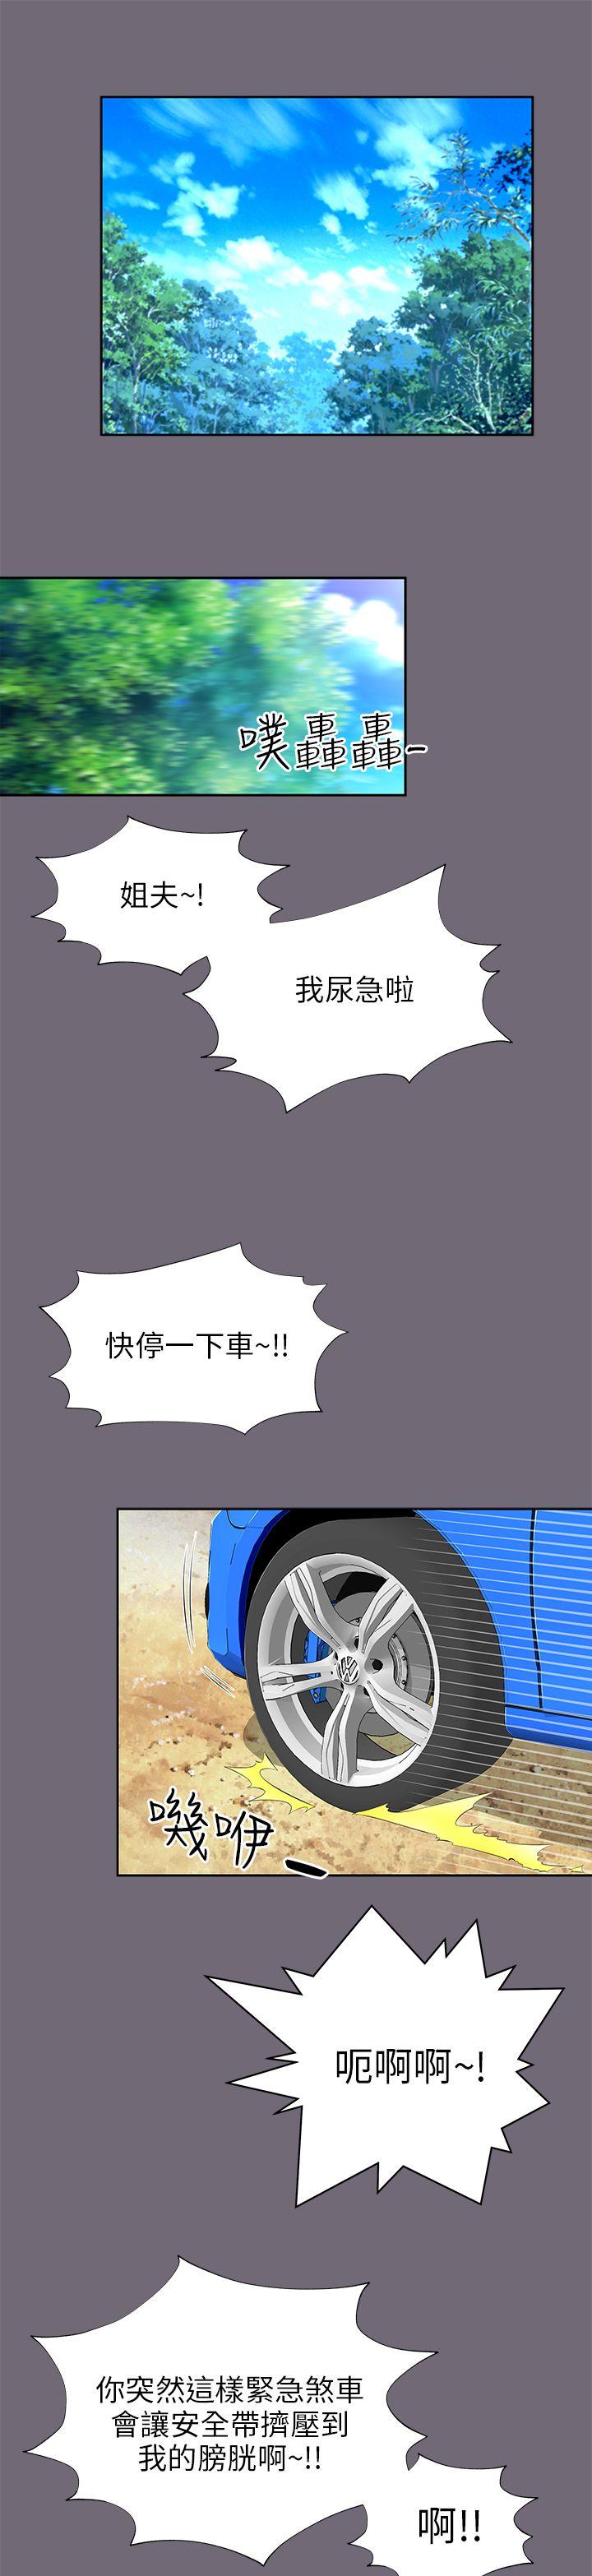 噗轟轟-
姐夫~!
我尿急啦
快停一下車~!!
嘰咿-
呃啊啊~!
你突然這樣緊急煞車
會讓安全帶擠壓到
我的膀胱啊~!!
啊!!